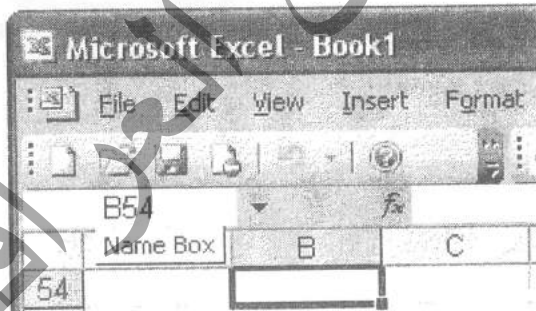 Microsoft Excel - Book1
File Edit View Insert Format
B54 fx
Name Box B C
54